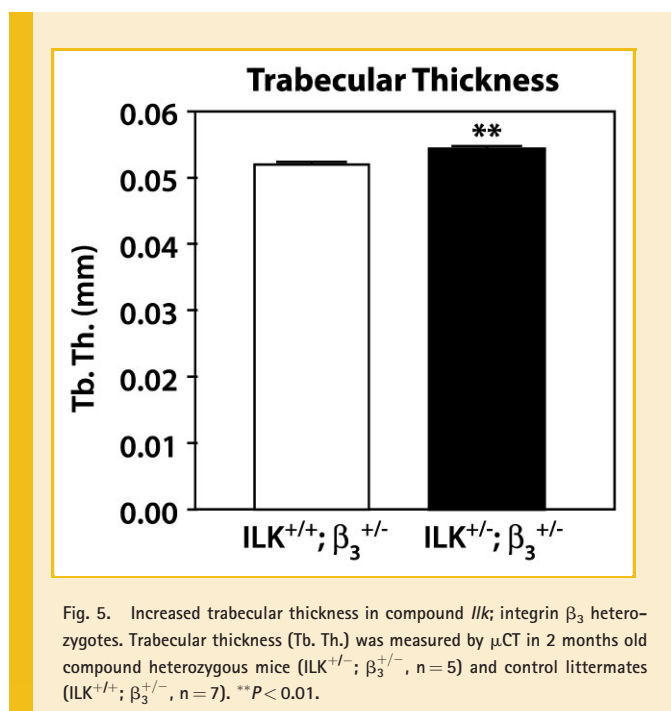 Trabecular Thickness
Tb. Th. (mm)
0.06
**
0.05
0.04
0.03
0.02
0.01
0.00
ILK⁺/⁺; β₃⁺/⁻ ILK⁺/⁻; β₃⁺/⁻
Fig. 5. Increased trabecular thickness in compound Ilk; integrin β₃ hetero-
zygotes. Trabecular thickness (Tb. Th.) was measured by μCT in 2 months old
compound heterozygous mice (ILK⁺/⁻; β₃⁺/⁻, n = 5) and control littermates
(ILK⁺/⁺; β₃⁺/⁻, n = 7). **P < 0.01.